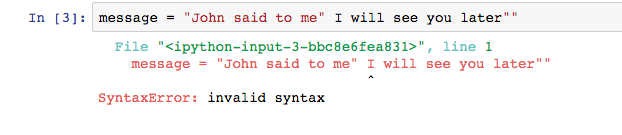 In [3]: message = "John said to me" I will see you later""
File "<ipython-input-3-bbc8e6fea831>", line 1
message = "John said to me" I will see you later""
^
SyntaxError: invalid syntax